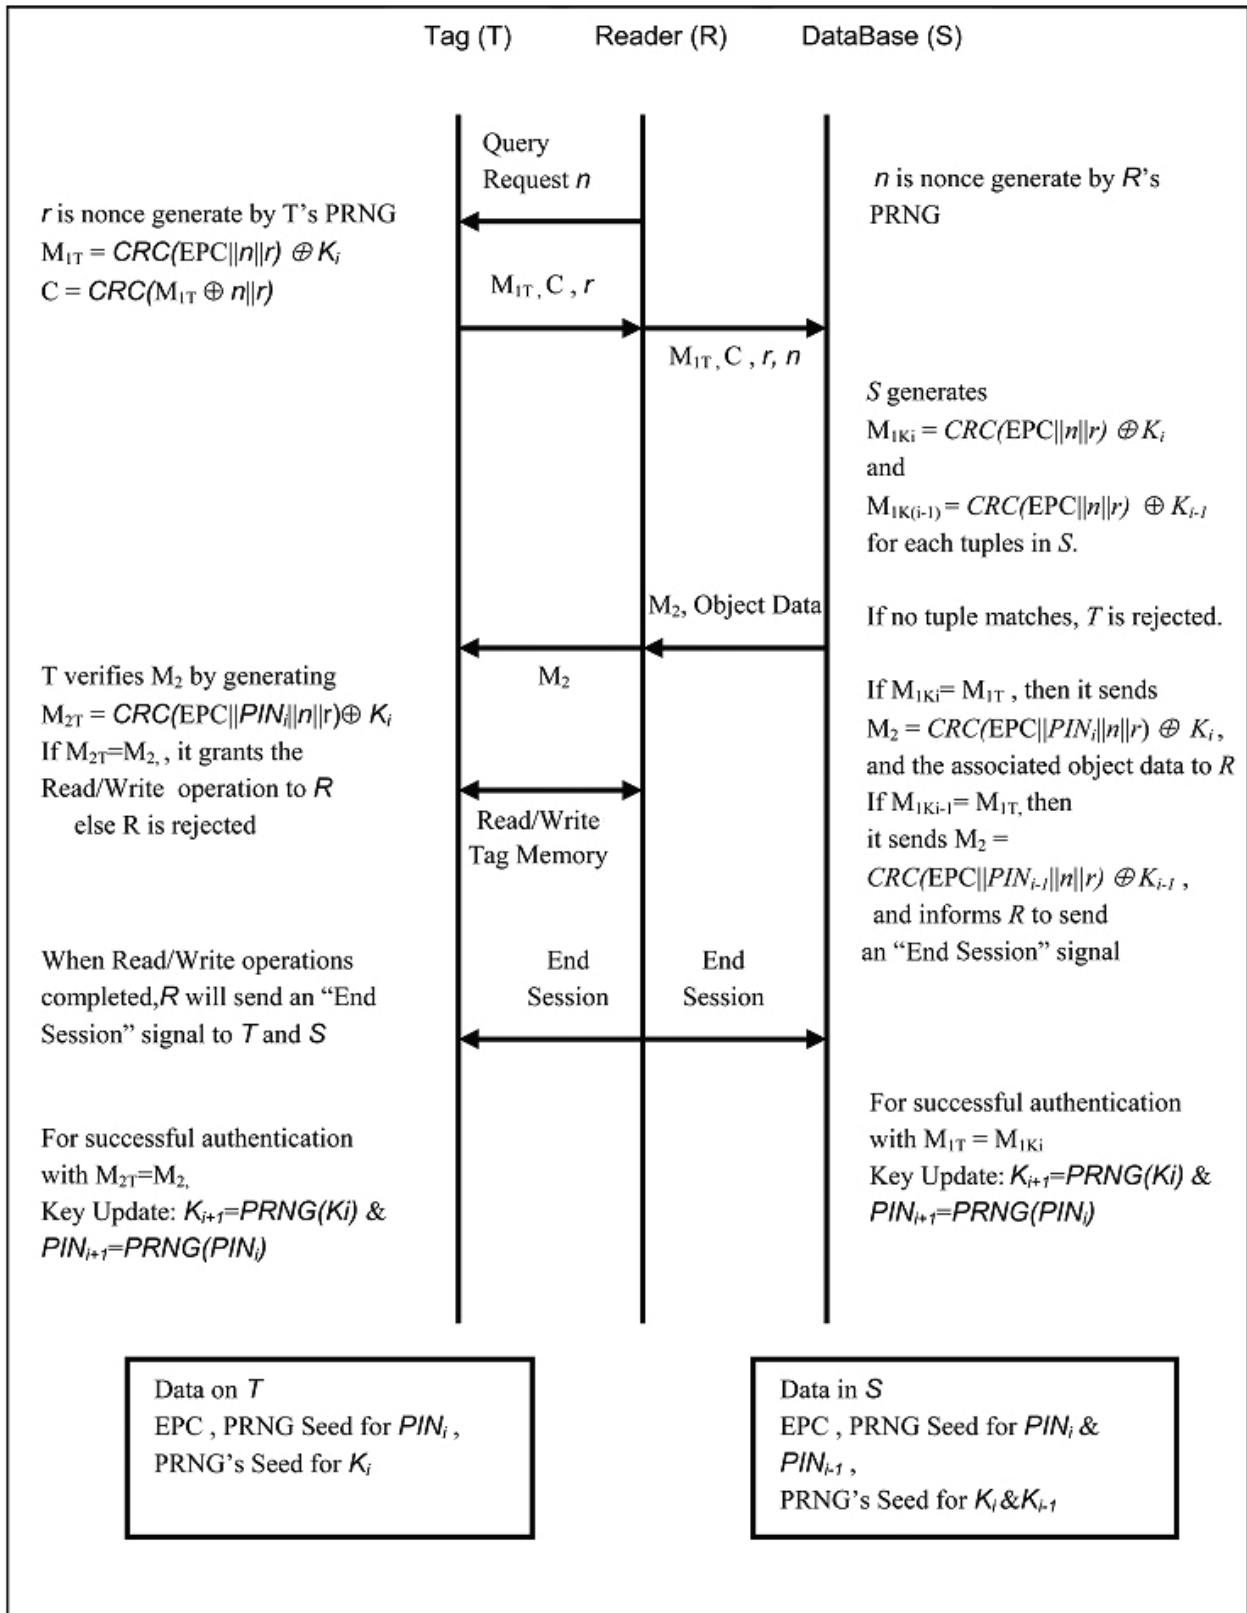 Tag (T) Reader (R) DataBase (S)
Query
Request n
n is nonce generate by R's
PRNG
r is nonce generate by T's PRNG
M1T = CRC(EPC||n||r) ⊕ Ki
C = CRC(M1T ⊕ n||r)
M1T, C , r
M1T, C , r, n
S generates
M1Ki = CRC(EPC||n||r) ⊕Ki
and
M1K(i-1) = CRC(EPC||n||r) ⊕ Ki-1
for each tuples in S.
M2, Object Data
If no tuple matches, T is rejected.
M2
T verifies M2 by generating
M2T = CRC(EPC||PINi||n||r)⊕ Ki
If M2T=M2, , it grants the
Read/Write operation to R
else R is rejected
If M1Ki= M1T , then it sends
M2 = CRC(EPC||PINi||n||r) ⊕ Ki ,
and the associated object data to R
If M1Ki-1= M1T, then
it sends M2 =
CRC(EPC||PINi-1||n||r) ⊕Ki-1 ,
and informs R to send
an “End Session” signal
Read/Write
Tag Memory
When Read/Write operations
completed,R will send an “End
Session” signal to T and S
End
Session
End
Session
For successful authentication
with M2T=M2,
Key Update: Ki+1=PRNG(Ki) &
PINi+1=PRNG(PINi)
For successful authentication
with M1T = M1Ki
Key Update: Ki+1=PRNG(Ki) &
PINi+1=PRNG(PINi)
Data on T
EPC , PRNG Seed for PINi ,
PRNG's Seed for Ki
Data in S
EPC , PRNG Seed for PINi &
PINi-1 ,
PRNG's Seed for Ki&Ki-1